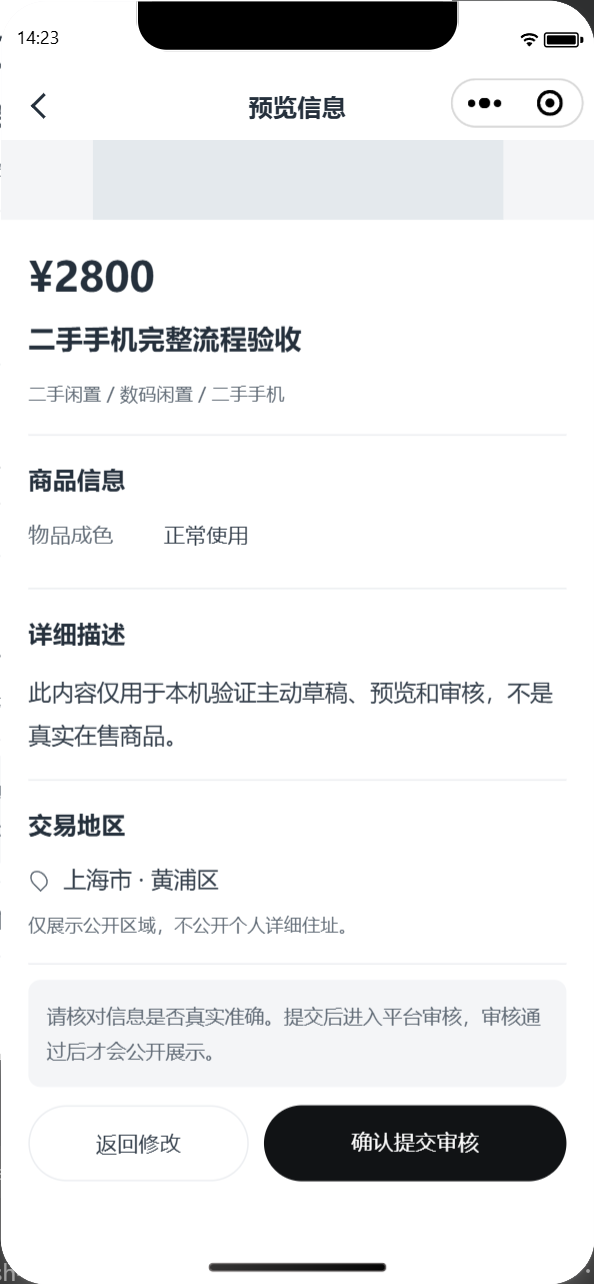 14:23
预览信息
¥2800
二手手机完整流程验收
二手闲置 / 数码闲置 / 二手手机
商品信息
物品成色 正常使用
详细描述
此内容仅用于本机验证主动草稿、预览和审核，不是
真实在售商品。
交易地区
上海市 · 黄浦区
仅展示公开区域，不公开个人详细住址。
请核对信息是否真实准确。提交后进入平台审核，审核通
过后才会公开展示。
返回修改 确认提交审核